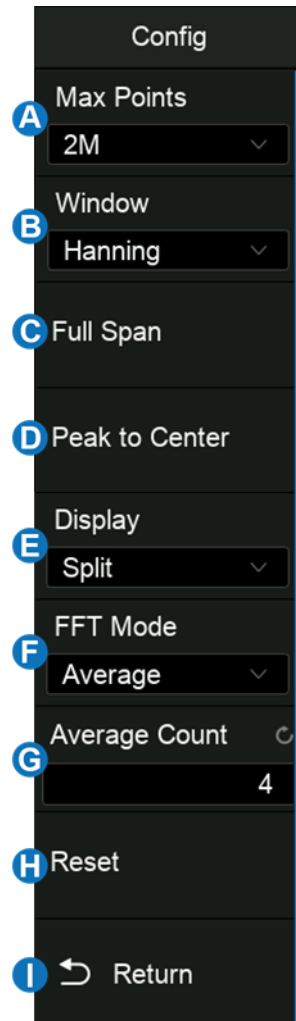 Config
A
Max Points
2M
B
Window
Hanning
C Full Span
D Peak to Center
E
Display
Split
F
FFT Mode
Average
G
Average Count
4
H Reset
I Return